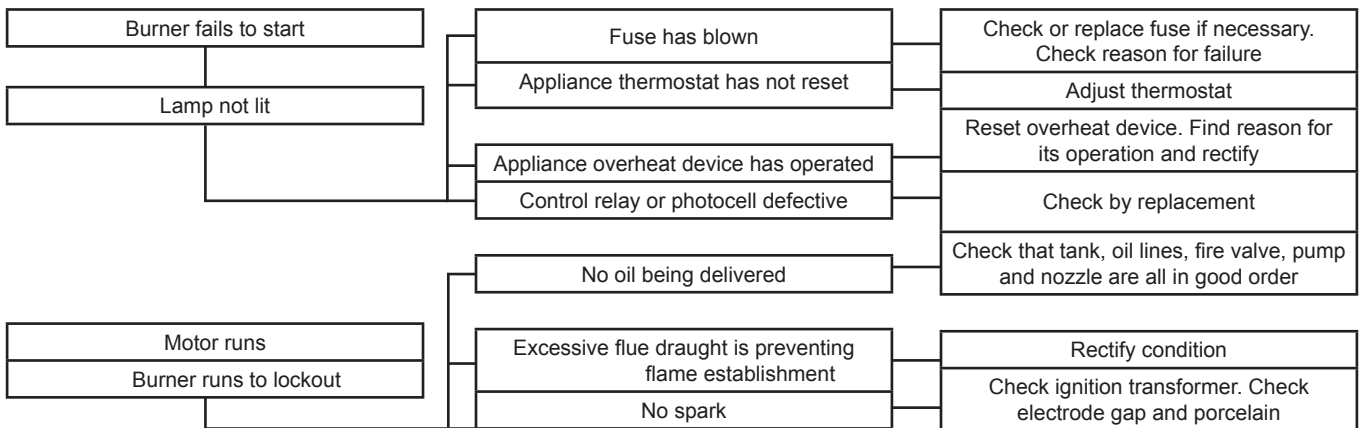 Burner fails to start
Lamp not lit
Fuse has blown
Appliance thermostat has not reset
Appliance overheat device has operated
Control relay or photocell defective
Check or replace fuse if necessary.
Check reason for failure
Adjust thermostat
Reset overheat device. Find reason for
its operation and rectify
Check by replacement
Motor runs
Burner runs to lockout
No oil being delivered
Excessive flue draught is preventing
flame establishment
No spark
Check that tank, oil lines, fire valve, pump
and nozzle are all in good order
Rectify condition
Check ignition transformer. Check
electrode gap and porcelain